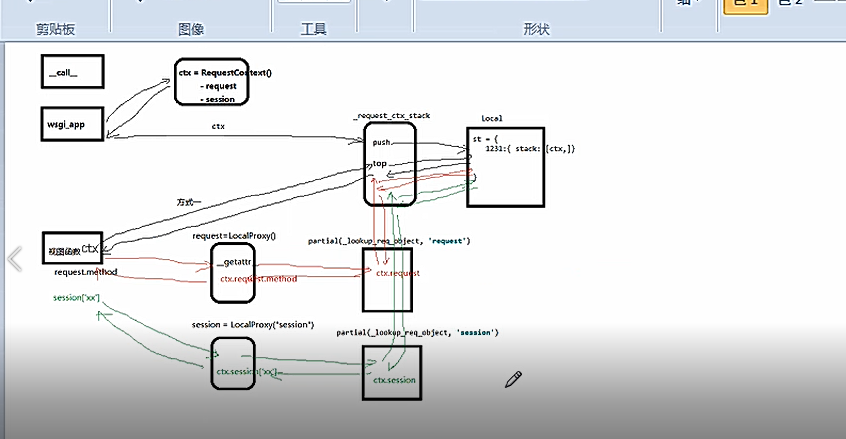 剪贴板
图像
工具
形状
__call__
ctx = RequestContext()
- request
- session
wsgi_app
ctx
_request_ctx_stack
push
top
Local
st = {
1231:{ stack: [ctx,]}
}
方式一
视图函数 ctx
request.method
session['xx']
request=LocalProxy()
__getattr
ctx.request.method
partial(_lookup_req_object, 'request')
ctx.request
session = LocalProxy("session")
ctx.session['xx']
partial(_lookup_req_object, 'session')
ctx.session